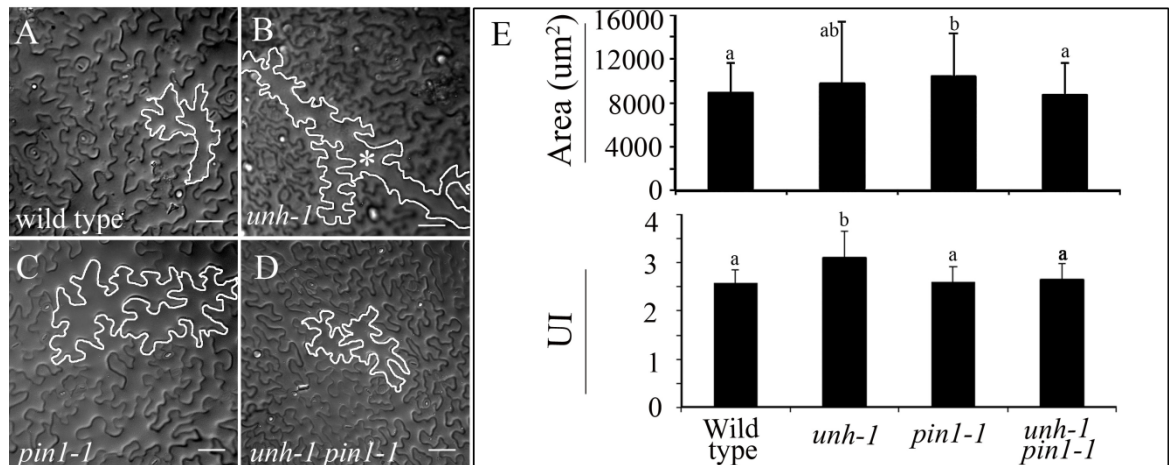 A
wild type
B
*
unh-1
C
pin1-1
D
unh-1 pin1-1
E
Area (um²)
16000
12000
8000
4000
0
a
ab
b
a
UI
4
3
3
2
1
0
a
b
a
a
Wild type
unh-1
pin1-1
unh-1 pin1-1